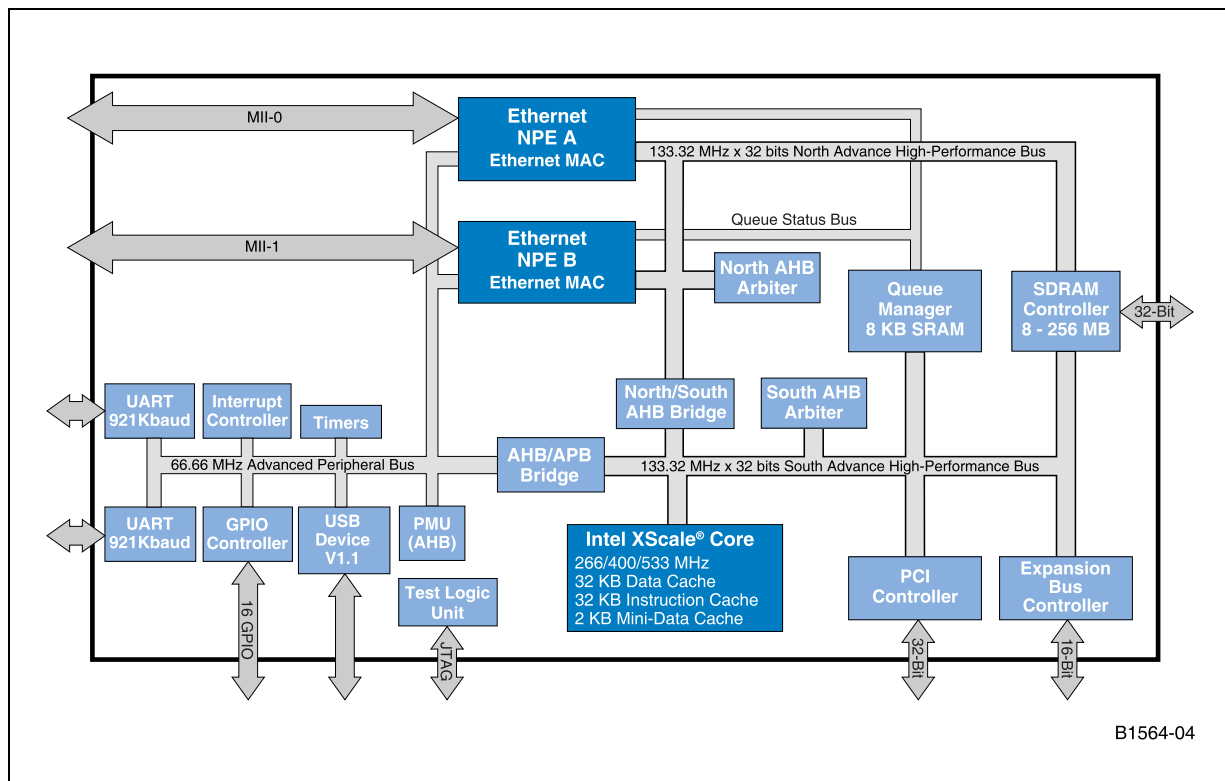 MII-0
Ethernet
NPE A
Ethernet MAC
133.32 MHz x 32 bits North Advance High-Performance Bus
Queue Status Bus
MII-1
Ethernet
NPE B
Ethernet MAC
North AHB
Arbiter
Queue
Manager
8 KB SRAM
SDRAM
Controller
8 - 256 MB
32-Bit
UART
921Kbaud
Interrupt
Controller
Timers
North/South
AHB Bridge
South AHB
Arbiter
66.66 MHz Advanced Peripheral Bus
AHB/APB
Bridge
133.32 MHz x 32 bits South Advance High-Performance Bus
UART
921Kbaud
GPIO
Controller
USB
Device
V1.1
PMU
(AHB)
Intel XScale® Core
266/400/533 MHz
32 KB Data Cache
32 KB Instruction Cache
2 KB Mini-Data Cache
PCI
Controller
Expansion
Bus
Controller
Test Logic
Unit
16 GPIO
JTAG
32-Bit
16-Bit
B1564-04